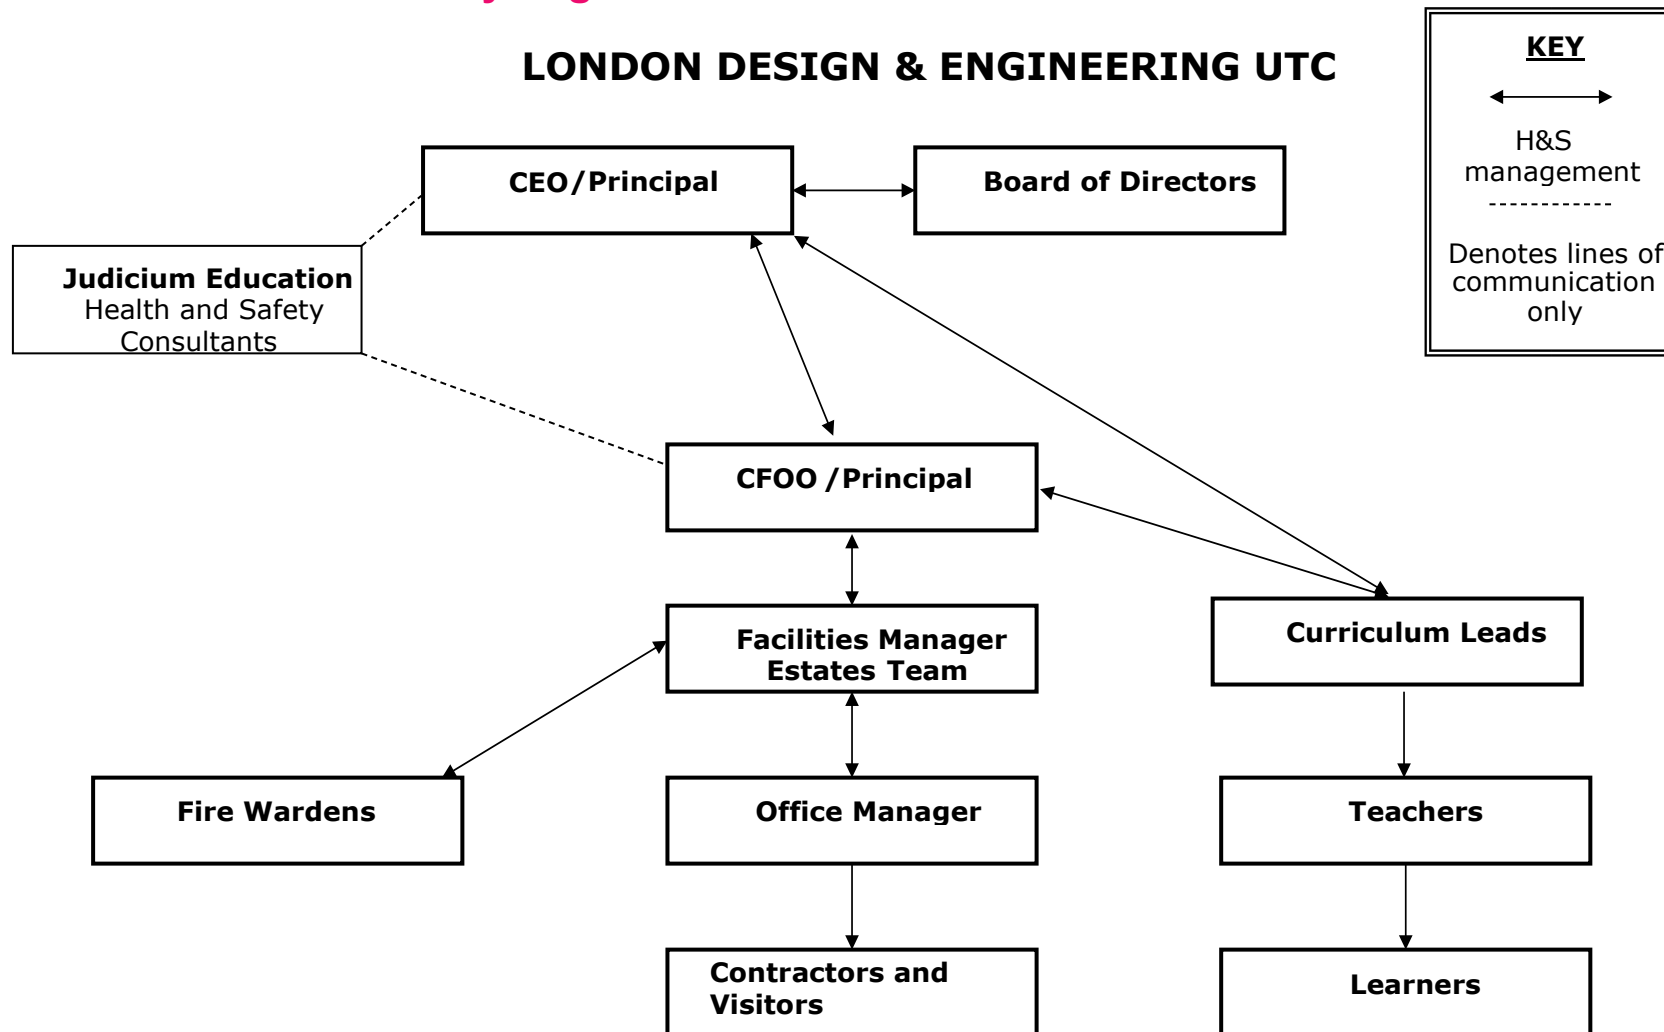 LONDON DESIGN & ENGINEERING UTC
KEY
H&S
management
Denotes lines of
communication
only
CEO/Principal
Board of Directors
Judicium Education
Health and Safety
Consultants
CFOO /Principal
Facilities Manager
Estates Team
Curriculum Leads
Fire Wardens
Office Manager
Teachers
Contractors and
Visitors
Learners